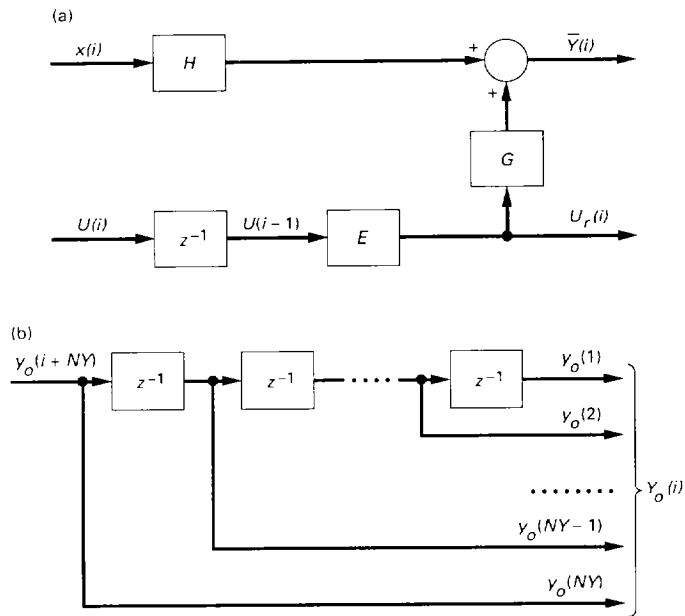 (a)
x(i)
H
+
Ȳ(i)
+
G
U(i)
z⁻¹
U(i−1)
E
Uᵣ(i)
(b)
yₒ(i + NY)
z⁻¹
z⁻¹
z⁻¹
yₒ(1)
yₒ(2)
Yₒ(i)
yₒ(NY − 1)
yₒ(NY)